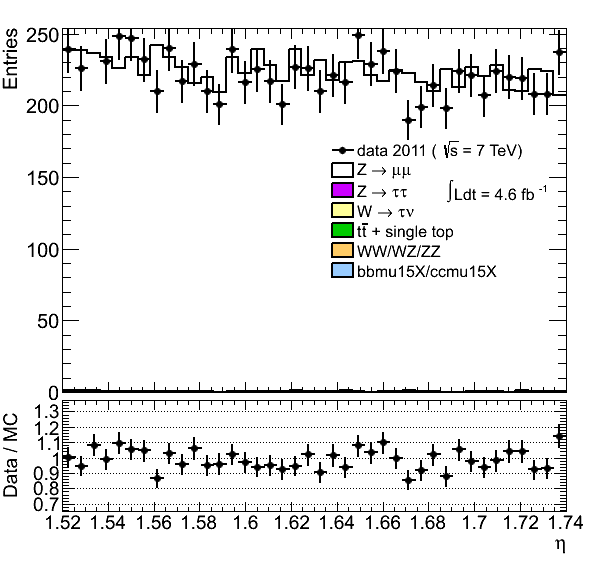 Entries
250
200
150
100
50
0
data 2011 ( √s = 7 TeV)
Z → μμ
Z → ττ
∫Ldt = 4.6 fb⁻¹
W → τν
tt̄ + single top
WW/WZ/ZZ
bbmu15X/ccmu15X
Data / MC
1.3
1.2
1.1
1
0.9
0.8
0.7
1.52 1.54 1.56 1.58 1.6 1.62 1.64 1.66 1.68 1.7 1.72 1.74
η